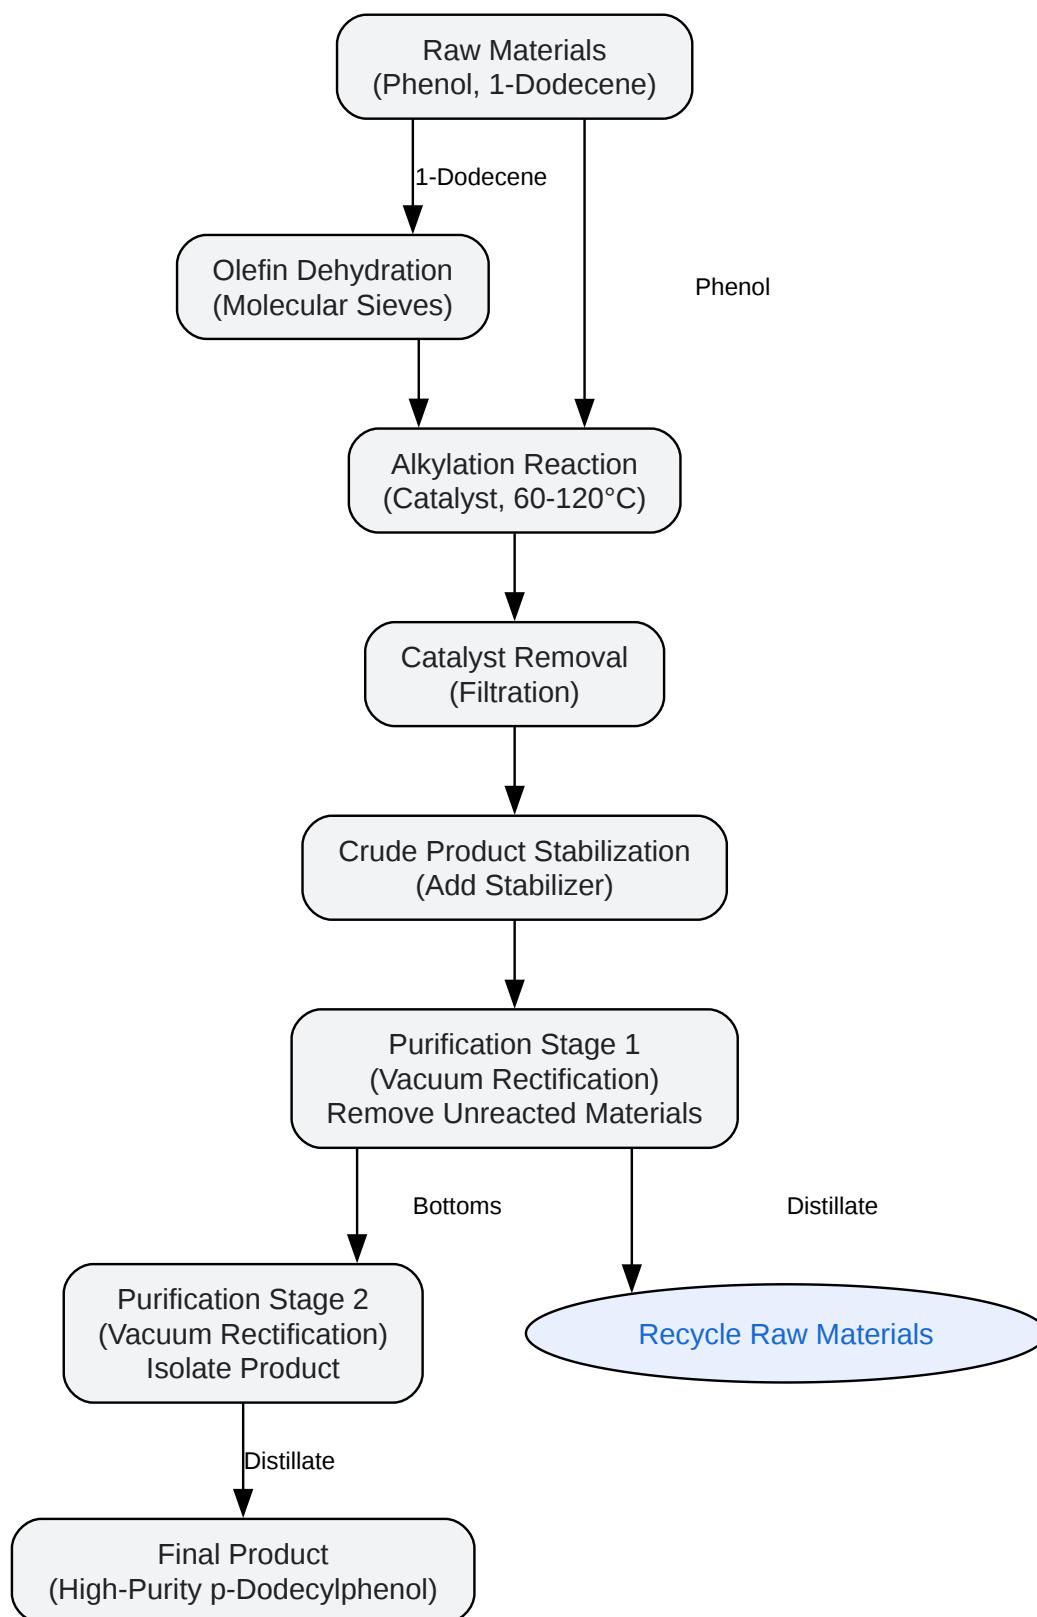 Raw Materials
(Phenol, 1-Dodecene)
1-Dodecene
Olefin Dehydration
(Molecular Sieves)
Phenol
Alkylation Reaction
(Catalyst, 60-120°C)
Catalyst Removal
(Filtration)
Crude Product Stabilization
(Add Stabilizer)
Purification Stage 1
(Vacuum Rectification)
Remove Unreacted Materials
Bottoms
Distillate
Purification Stage 2
(Vacuum Rectification)
Isolate Product
Recycle Raw Materials
Distillate
Final Product
(High-Purity p-Dodecylphenol)